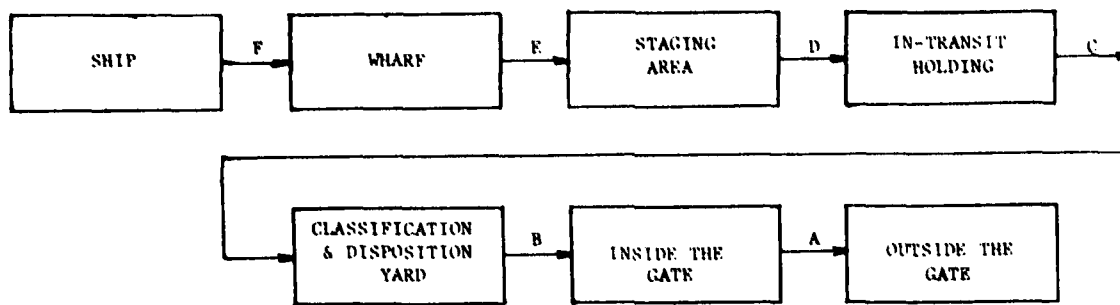 SHIP
F
WHARF
E
STAGING
AREA
D
IN-TRANSIT
HOLDING
C
CLASSIFICATION
& DISPOSITION
YARD
B
INSIDE THE
GATE
A
OUTSIDE THE
GATE